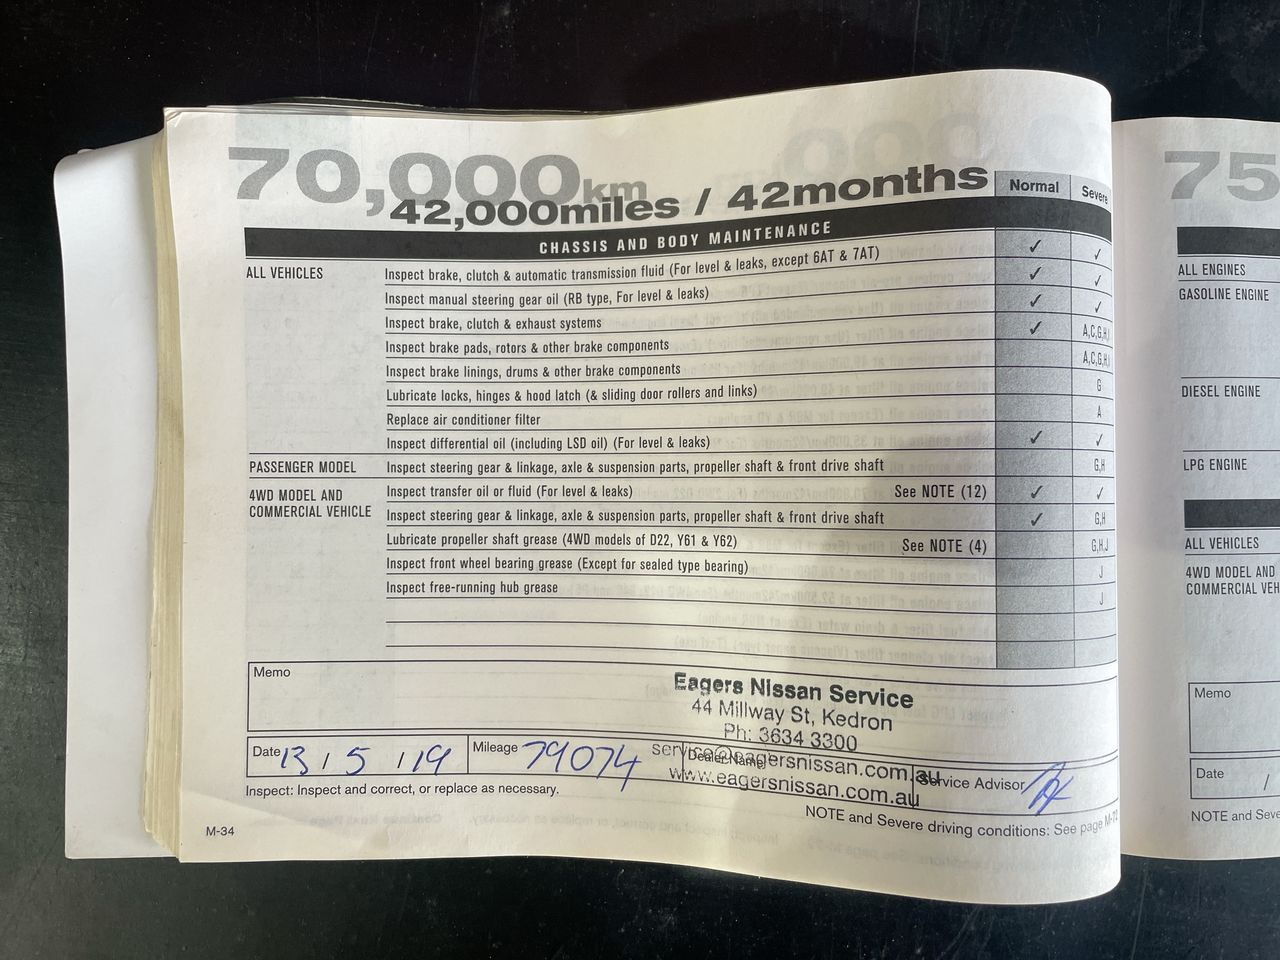 70,000km
42,000miles / 42months
Normal Severe
CHASSIS AND BODY MAINTENANCE
ALL VEHICLES Inspect brake, clutch & automatic transmission fluid (For level & leaks, except 6AT & 7AT) ✓ ✓
Inspect manual steering gear oil (RB type, For level & leaks) ✓ ✓
Inspect brake, clutch & exhaust systems ✓ ✓
Inspect brake pads, rotors & other brake components ✓ A,C,G,H,
Inspect brake linings, drums & other brake components A,C,G,H,
Lubricate locks, hinges & hood latch (& sliding door rollers and links) G
Replace air conditioner filter A
Inspect differential oil (including LSD oil) (For level & leaks) ✓ ✓
PASSENGER MODEL Inspect steering gear & linkage, axle & suspension parts, propeller shaft & front drive shaft G,H
4WD MODEL AND Inspect transfer oil or fluid (For level & leaks) See NOTE (12) ✓ ✓
COMMERCIAL VEHICLE Inspect steering gear & linkage, axle & suspension parts, propeller shaft & front drive shaft ✓ G,H
Lubricate propeller shaft grease (4WD models of D22, Y61 & Y62) See NOTE (4) G,H,J
Inspect front wheel bearing grease (Except for sealed type bearing) J
Inspect free-running hub grease J
Memo
Eagers Nissan Service
44 Millway St, Kedron
Ph: 3634 3300
service@eagersnissan.com.au
www.eagersnissan.com.au
Date 13 / 5 / 19 Mileage 79074 Dealer Name Service Advisor
Inspect: Inspect and correct, or replace as necessary.
NOTE and Severe driving conditions: See page
M-34
75
ALL ENGINES
GASOLINE ENGINE
DIESEL ENGINE
LPG ENGINE
ALL VEHICLES
4WD MODEL AND
COMMERCIAL VEH
Memo
Date /
NOTE and Seve